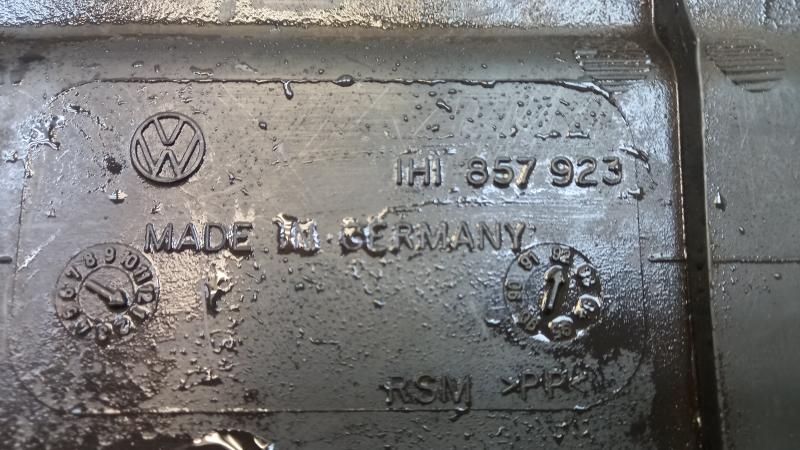 1H1 857 923
MADE IN GERMANY
RSM >PP<